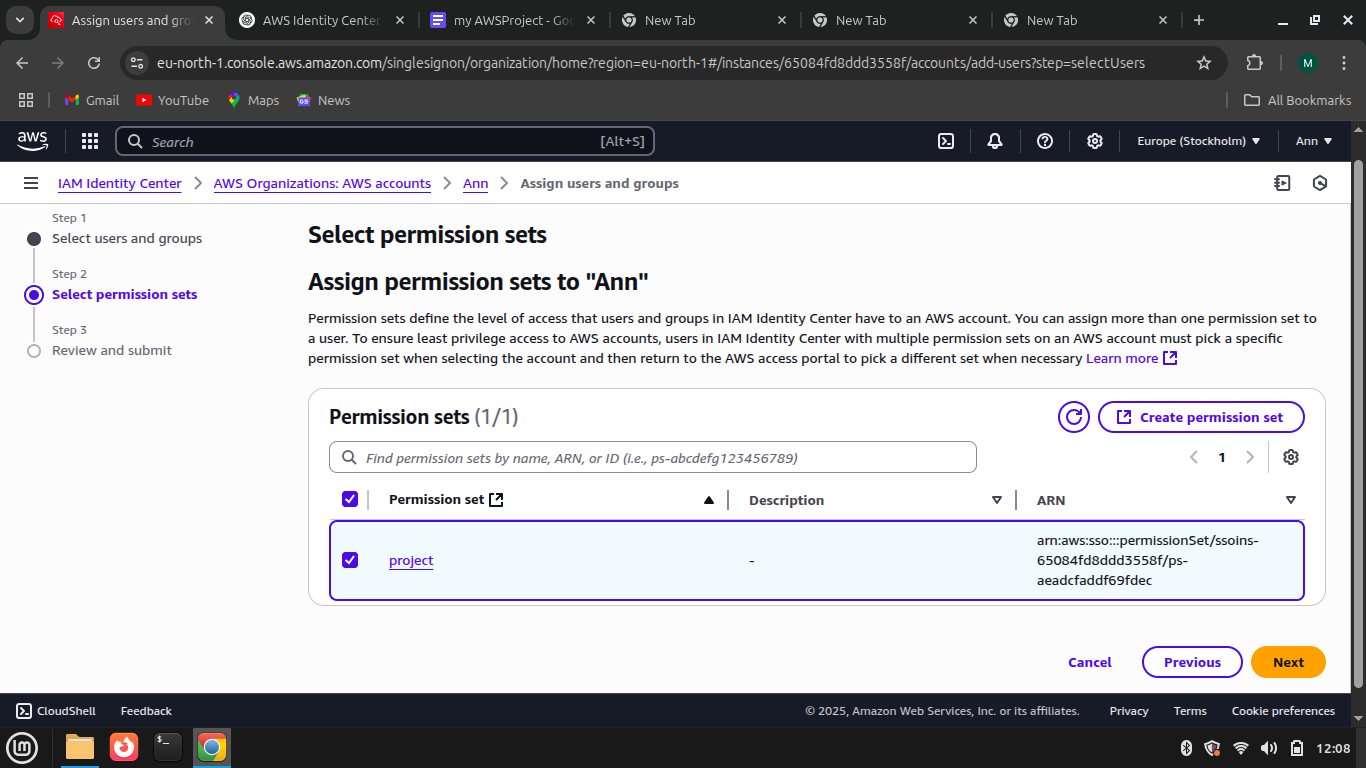 Assign users and gro
AWS Identity Center
my AWSProject - Goo
New Tab
New Tab
New Tab
eu-north-1.console.aws.amazon.com/singlesignon/organization/home?region=eu-north-1#/instances/65084fd8ddd3558f/accounts/add-users?step=selectUsers
M
Gmail
YouTube
Maps
News
All Bookmarks
aws
Search
[Alt+S]
Europe (Stockholm)
Ann
IAM Identity Center
AWS Organizations: AWS accounts
Ann
Assign users and groups
Step 1
Select users and groups
Step 2
Select permission sets
Step 3
Review and submit
Select permission sets
Assign permission sets to "Ann"
Permission sets define the level of access that users and groups in IAM Identity Center have to an AWS account. You can assign more than one permission set to
a user. To ensure least privilege access to AWS accounts, users in IAM Identity Center with multiple permission sets on an AWS account must pick a specific
permission set when selecting the account and then return to the AWS access portal to pick a different set when necessary Learn more
Permission sets (1/1)
Create permission set
Find permission sets by name, ARN, or ID (i.e., ps-abcdefg123456789)
1
Permission set
Description
ARN
project
-
arn:aws:sso:::permissionSet/ssoins-
65084fd8ddd3558f/ps-
aeadcfaddf69fdec
Cancel
Previous
Next
CloudShell
Feedback
© 2025, Amazon Web Services, Inc. or its affiliates.
Privacy
Terms
Cookie preferences
12:08